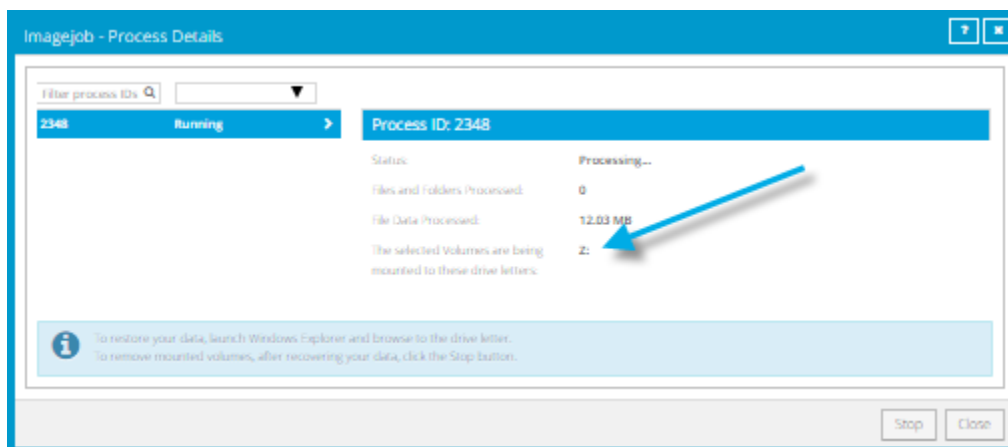 Imagejob - Process Details
?
Filter process IDs
2348 Running
Process ID: 2348
Status: Processing...
Files and Folders Processed: 0
File Data Processed: 12.03 MB
The selected Volumes are being Z:
mounted to these drive letters:
To restore your data, launch Windows Explorer and browse to the drive letter.
To remove mounted volumes, after recovering your data, click the Stop button.
Stop Close